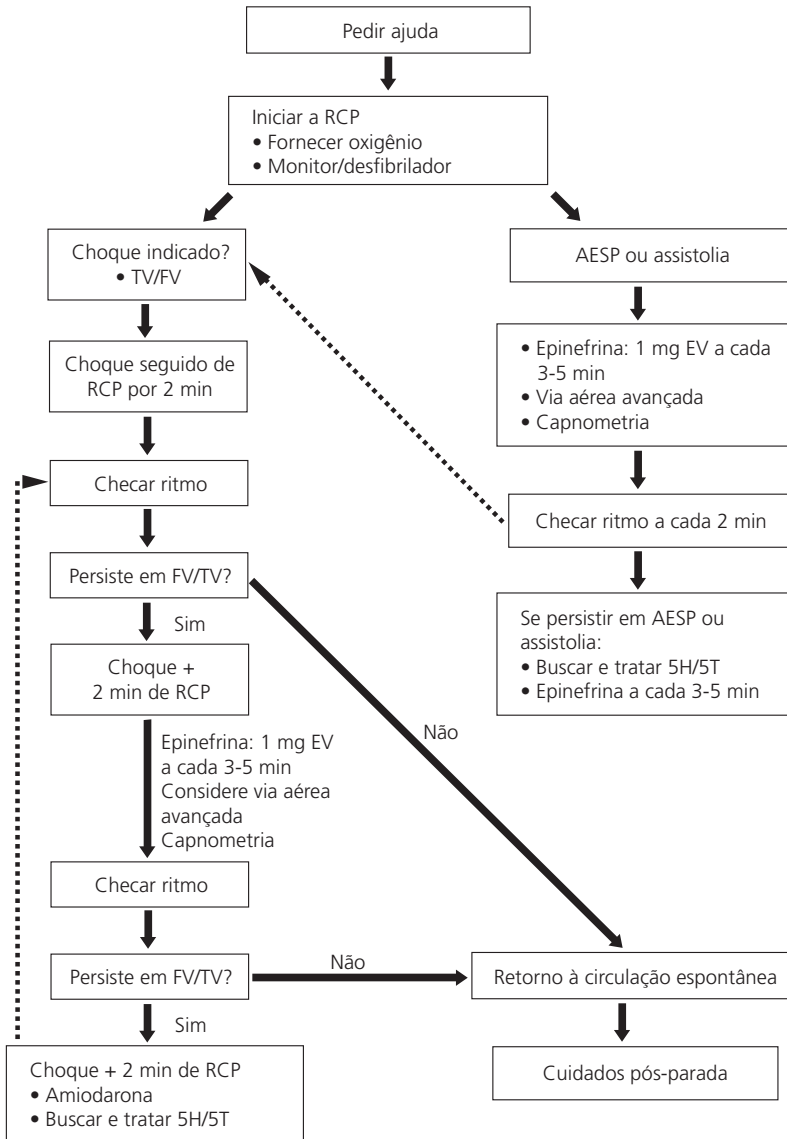 Pedir ajuda
Iniciar a RCP
• Fornecer oxigênio
• Monitor/desfibrilador
Choque indicado?
• TV/FV
Choque seguido de
RCP por 2 min
Checar ritmo
Persiste em FV/TV?
Sim
Choque +
2 min de RCP
Epinefrina: 1 mg EV
a cada 3-5 min
Considere via aérea
avançada
Capnometria
Checar ritmo
Persiste em FV/TV?
Sim
Choque + 2 min de RCP
• Amiodarona
• Buscar e tratar 5H/5T
AESP ou assistolia
• Epinefrina: 1 mg EV a cada
3-5 min
• Via aérea avançada
• Capnometria
Checar ritmo a cada 2 min
Se persistir em AESP ou
assistolia:
• Buscar e tratar 5H/5T
• Epinefrina a cada 3-5 min
Não
Não
Retorno à circulação espontânea
Cuidados pós-parada